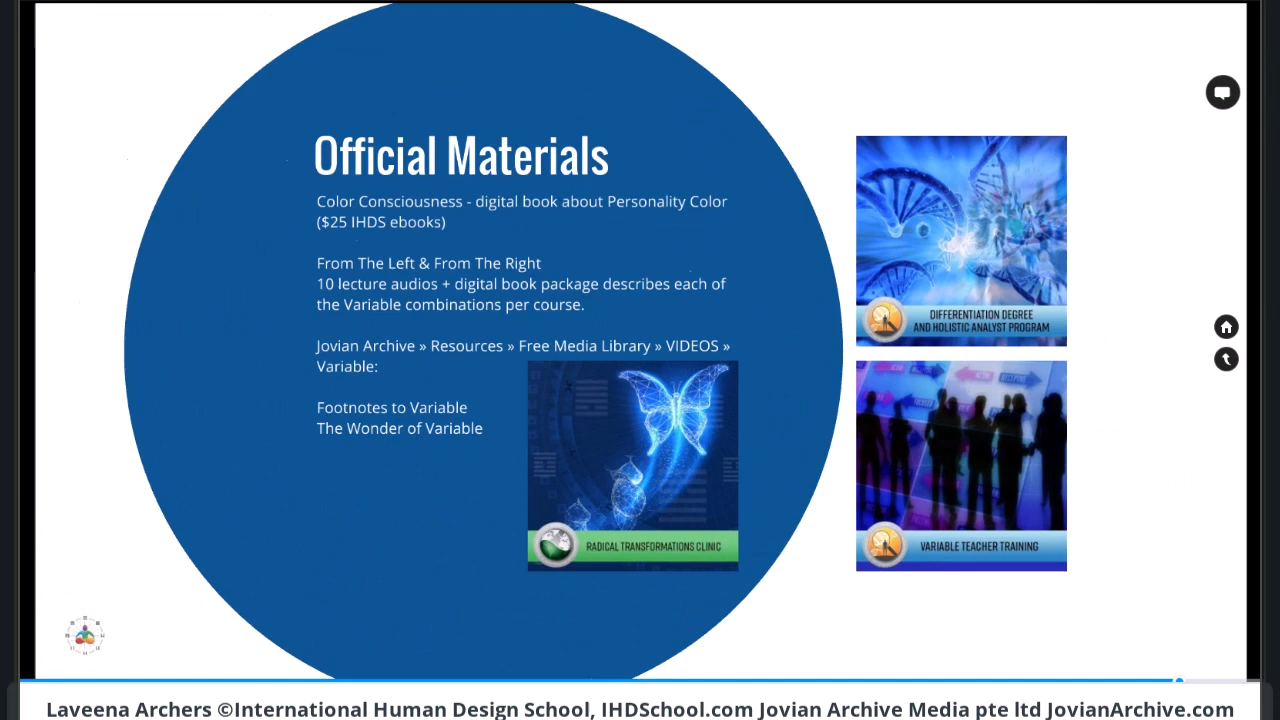 Official Materials
Color Consciousness - digital book about Personality Color
($25 IHDS ebooks)
From The Left & From The Right
10 lecture audios + digital book package describes each of
the Variable combinations per course.
Jovian Archive » Resources » Free Media Library » VIDEOS »
Variable:
Footnotes to Variable
The Wonder of Variable
RADICAL TRANSFORMATIONS CLINIC
DIFFERENTIATION DEGREE
AND HOLISTIC ANALYST PROGRAM
VARIABLE TEACHER TRAINING
Laveena Archers ©International Human Design School, IHDSchool.com Jovian Archive Media pte ltd JovianArchive.com